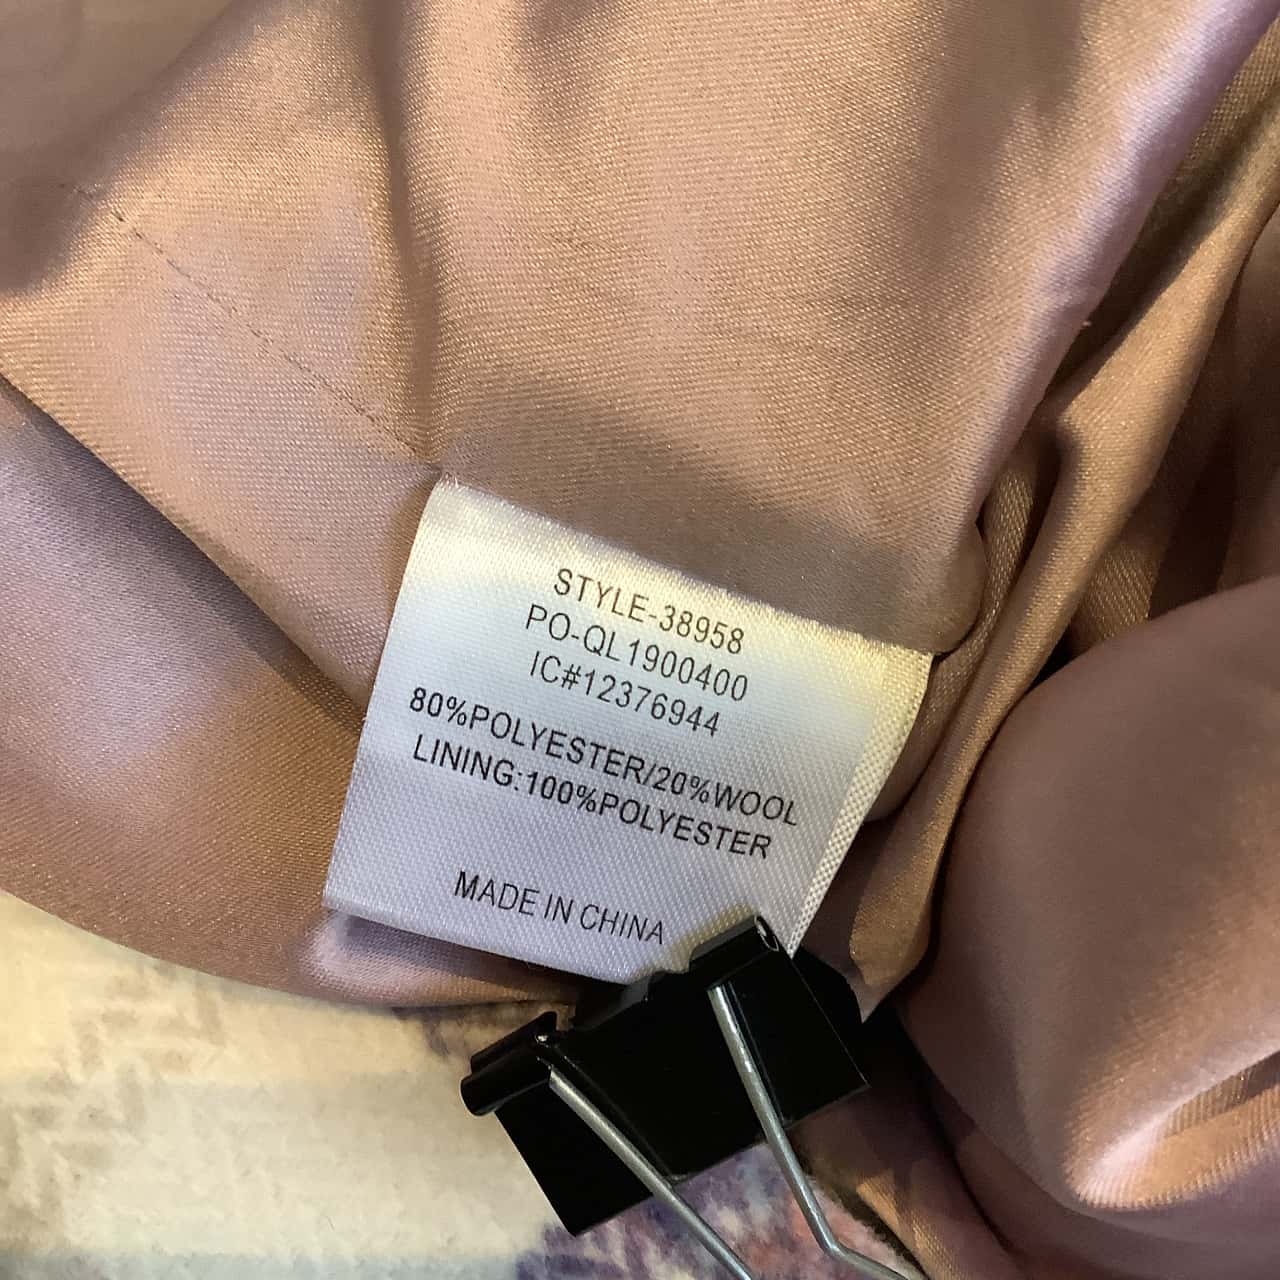 STYLE-38958
PO-QL1900400
IC#12376944
80%POLYESTER/20%WOOL
LINING:100%POLYESTER
MADE IN CHINA